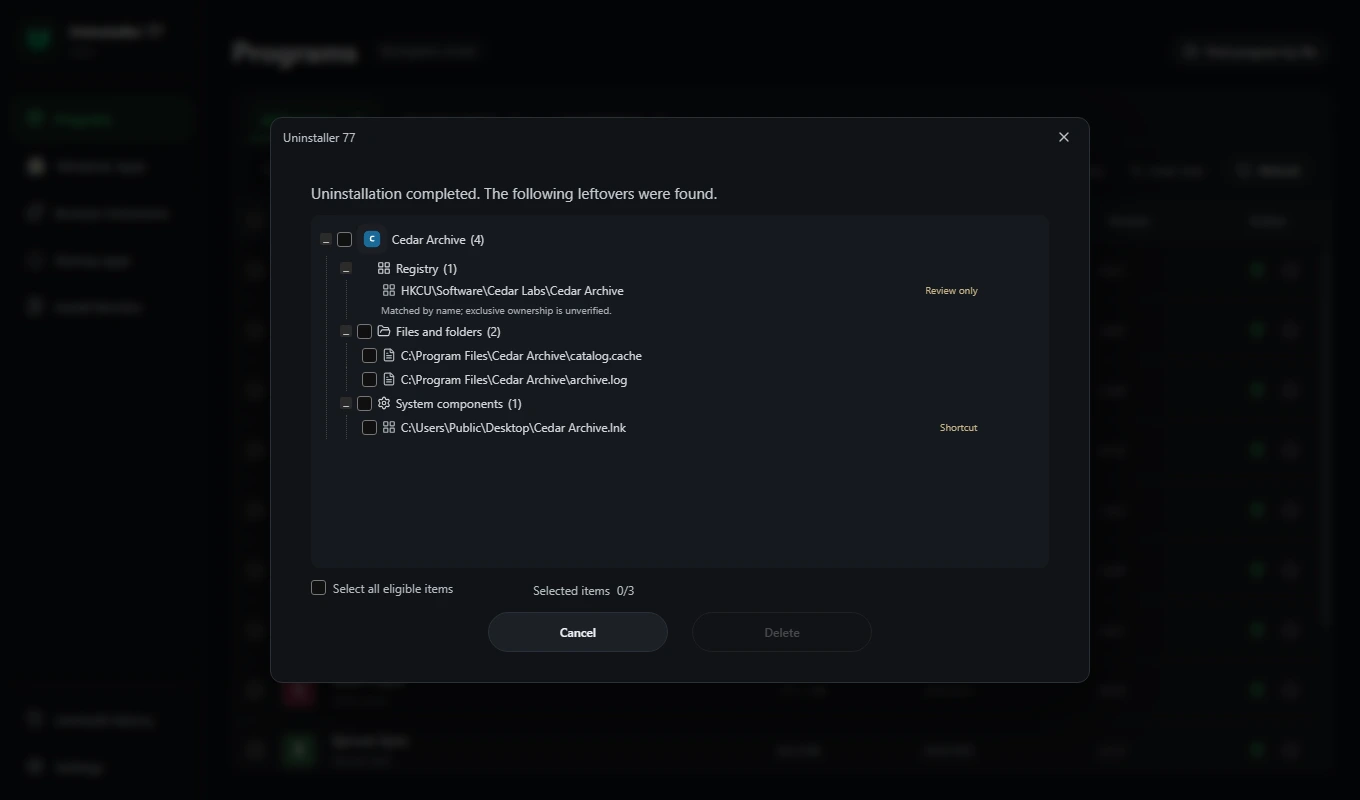 Uninstaller 77
Uninstallation completed. The following leftovers were found.
C
Cedar Archive (4)
Registry (1)
HKCU\Software\Cedar Labs\Cedar Archive
Review only
Matched by name; exclusive ownership is unverified.
Files and folders (2)
C:\Program Files\Cedar Archive\catalog.cache
C:\Program Files\Cedar Archive\archive.log
System components (1)
C:\Users\Public\Desktop\Cedar Archive.lnk
Shortcut
Select all eligible items
Selected items 0/3
Cancel
Delete
Programs